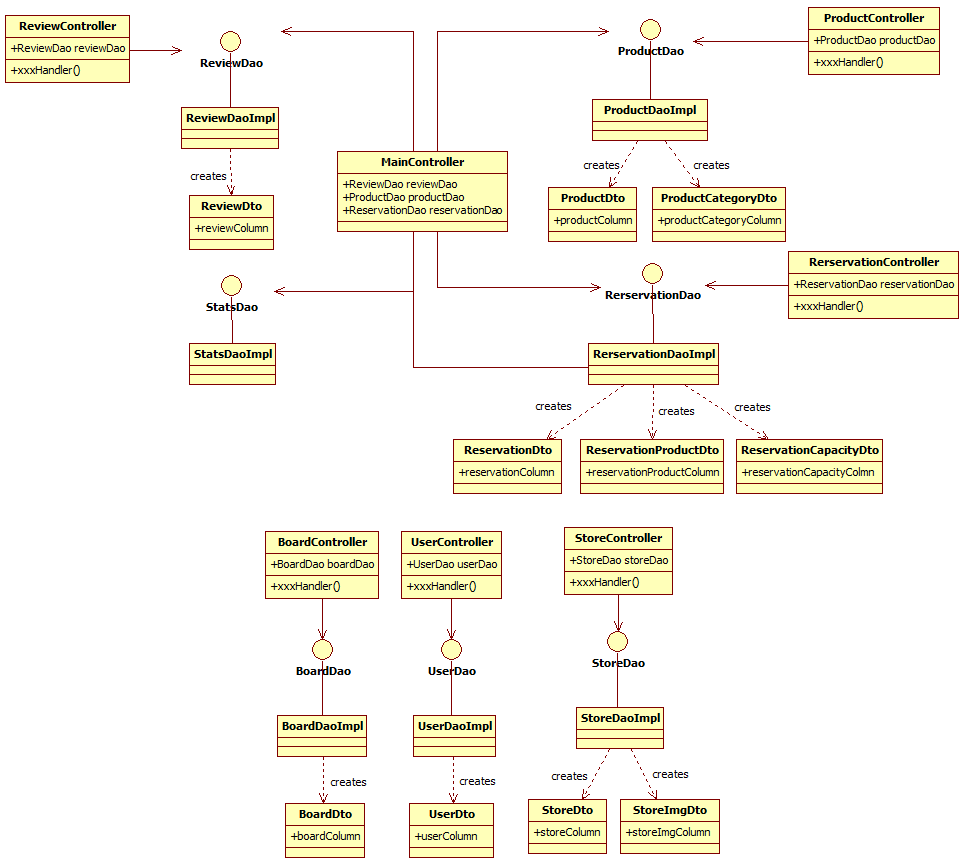 ReviewController
+ReviewDao reviewDao
+xxxHandler()
ReviewDao
ReviewDaoImpl
creates
ReviewDto
+reviewColumn
ProductController
+ProductDao productDao
+xxxHandler()
ProductDao
ProductDaoImpl
creates
creates
ProductDto
+productColumn
ProductCategoryDto
+productCategoryColumn
MainController
+ReviewDao reviewDao
+ProductDao productDao
+ReservationDao reservationDao
StatsDao
StatsDaoImpl
RerservationController
+ReservationDao reservationDao
+xxxHandler()
RerservationDao
RerservationDaoImpl
creates
creates
creates
ReservationDto
+reservationColumn
ReservationProductDto
+reservationProductColumn
ReservationCapacityDto
+reservationCapacityColmn
BoardController
+BoardDao boardDao
+xxxHandler()
BoardDao
BoardDaoImpl
creates
BoardDto
+boardColumn
UserController
+UserDao userDao
+xxxHandler()
UserDao
UserDaoImpl
creates
UserDto
+userColumn
StoreController
+StoreDao storeDao
+xxxHandler()
StoreDao
StoreDaoImpl
creates
creates
StoreDto
+storeColumn
StoreImgDto
+storeImgColumn